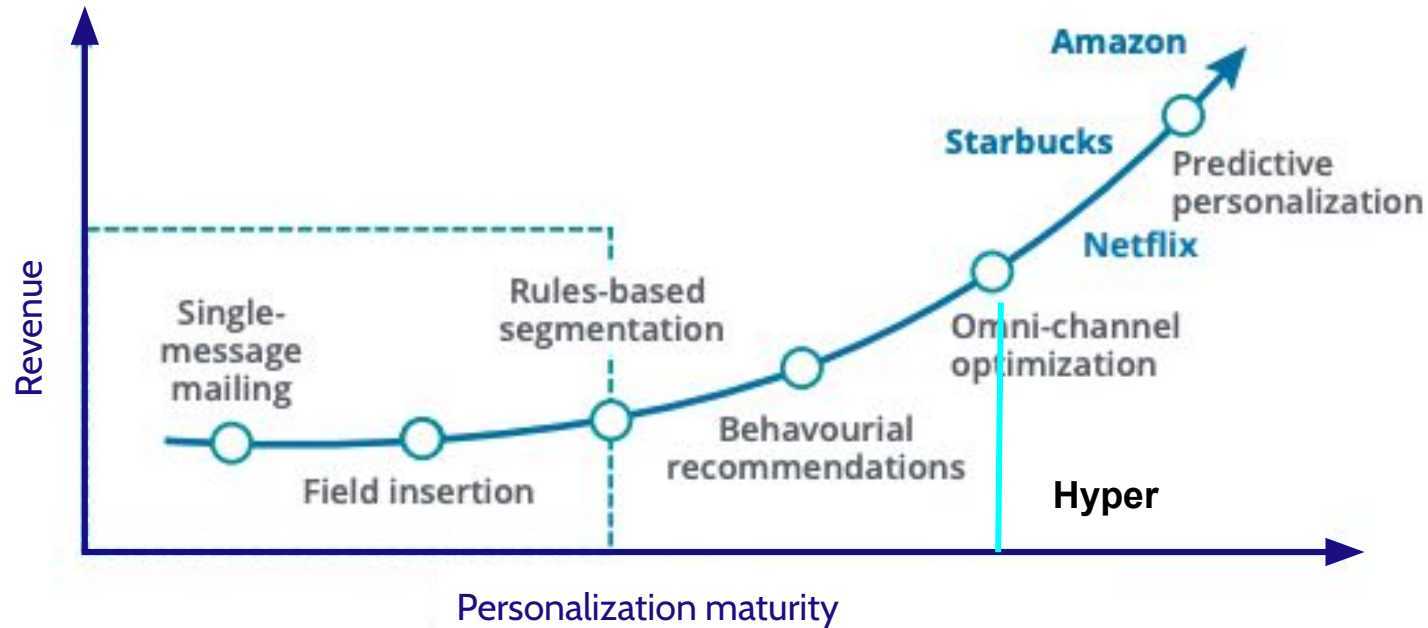 Amazon
Starbucks
Predictive
personalization
Netflix
Revenue
Rules-based
segmentation
Single-
message
mailing
Omni-channel
optimization
Behavourial
recommendations
Field insertion
Hyper
Personalization maturity